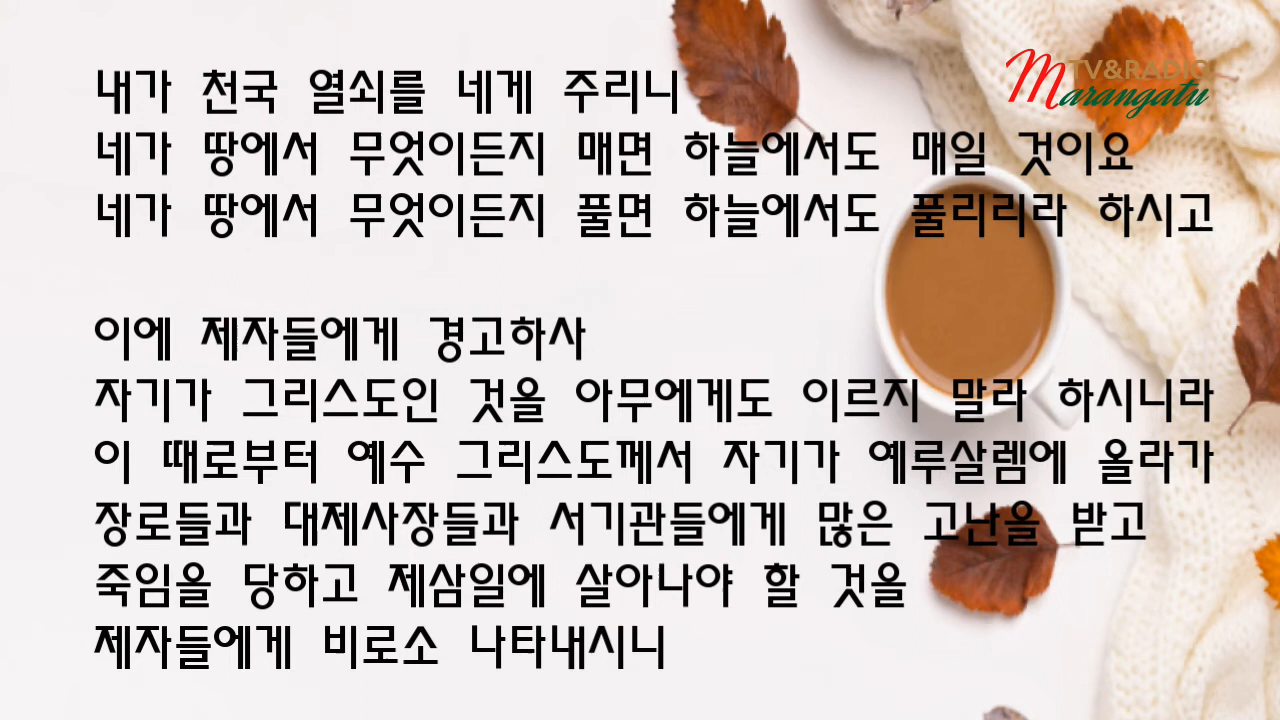 TV&RADIO
Marangatu
내가 천국 열쇠를 네게 주리니
네가 땅에서 무엇이든지 매면 하늘에서도 매일 것이요
네가 땅에서 무엇이든지 풀면 하늘에서도 풀리리라 하시고
이에 제자들에게 경고하사
자기가 그리스도인 것을 아무에게도 이르지 말라 하시니라
이 때로부터 예수 그리스도께서 자기가 예루살렘에 올라가
장로들과 대제사장들과 서기관들에게 많은 고난을 받고
죽임을 당하고 제삼일에 살아나야 할 것을
제자들에게 비로소 나타내시니